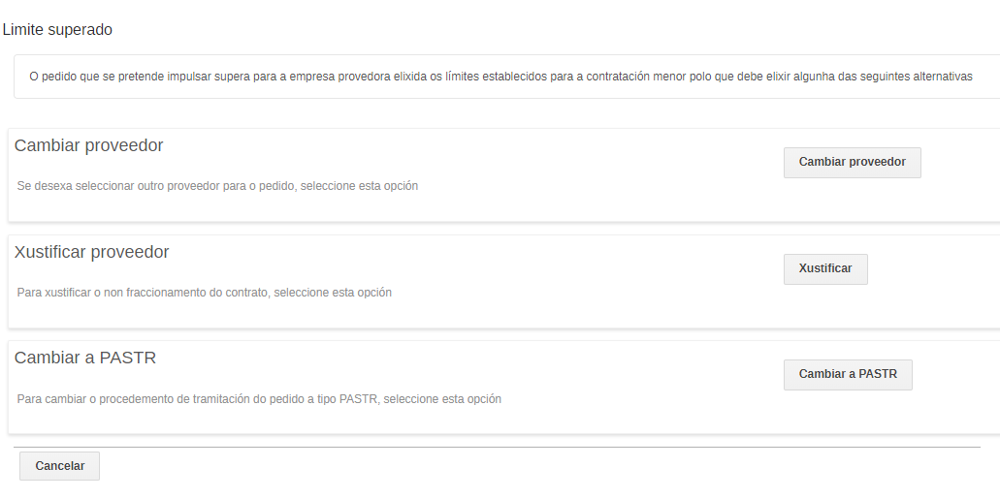 Limite superado
O pedido que se pretende impulsar supera para a empresa provedora elixida os límites establecidos para a contratación menor polo que debe elixir algunha das seguintes alternativas
Cambiar proveedor
Cambiar proveedor
Se desexa seleccionar outro proveedor para o pedido, seleccione esta opción
Xustificar proveedor
Xustificar
Para xustificar o non fraccionamento do contrato, seleccione esta opción
Cambiar a PASTR
Cambiar a PASTR
Para cambiar o procedemento de tramitación do pedido a tipo PASTR, seleccione esta opción
Cancelar